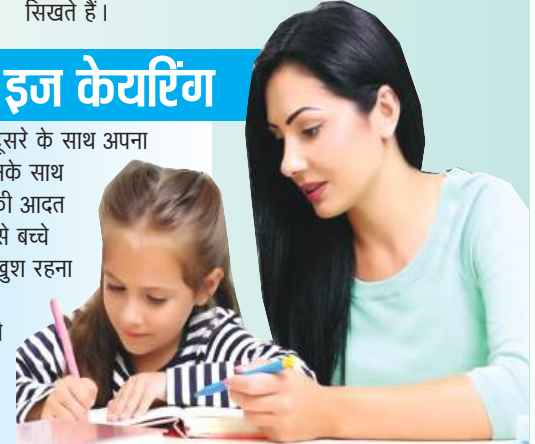 सिखते हैं।
इज केयरिंग
दूसरे के साथ अपना
के साथ
की आदत
से बच्चे
खुश रहना